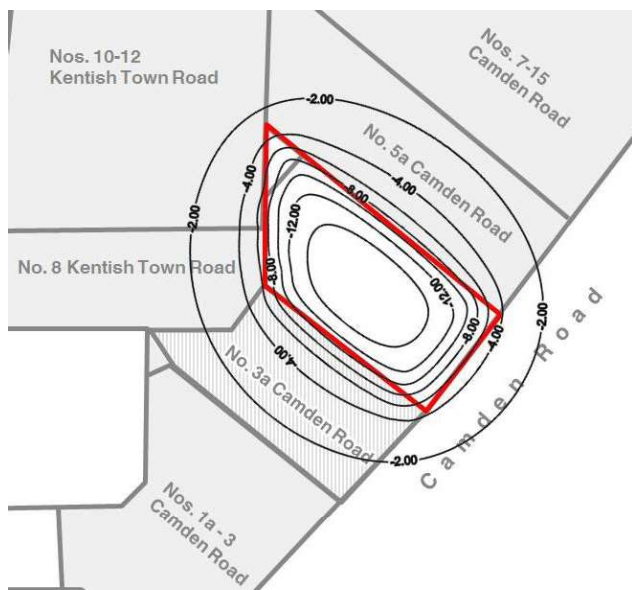 Nos. 10-12
Kentish Town Road
Nos. 7-15
Camden Road
-2.00
No. 5a Camden Road
-4.00
-4.00
-8.00
-2.00
-12.00
No. 8 Kentish Town Road
-8.00
-12.00
-2.00
-8.00
-4.00
-4.00
No. 3a Camden Road
Camden Road
-2.00
Nos. 1a - 3
Camden Road